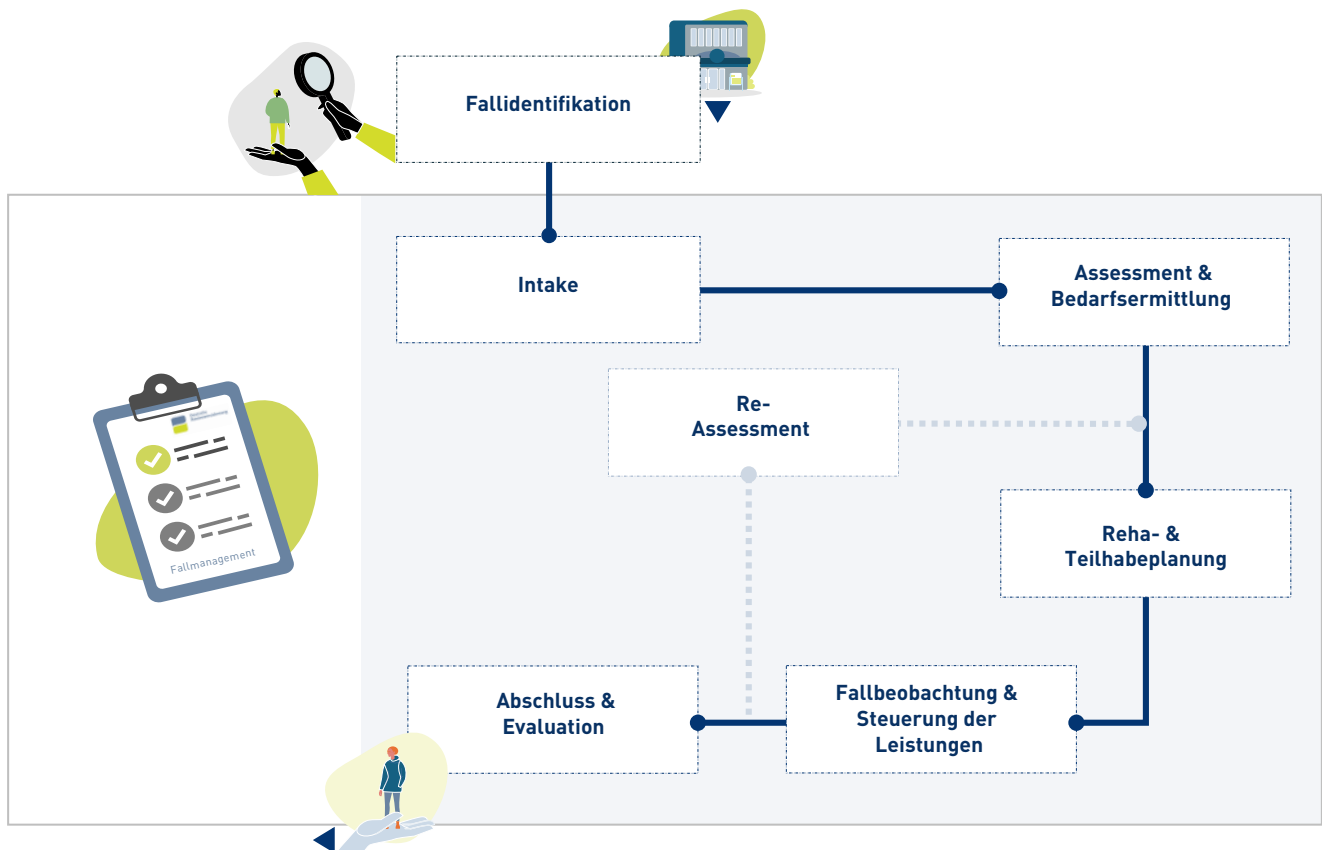 Fallidentifikation
Intake
Assessment &
Bedarfsermittlung
Re-
Assessment
Reha- &
Teilhabeplanung
Fallmanagement
Abschluss &
Evaluation
Fallbeobachtung &
Steuerung der
Leistungen